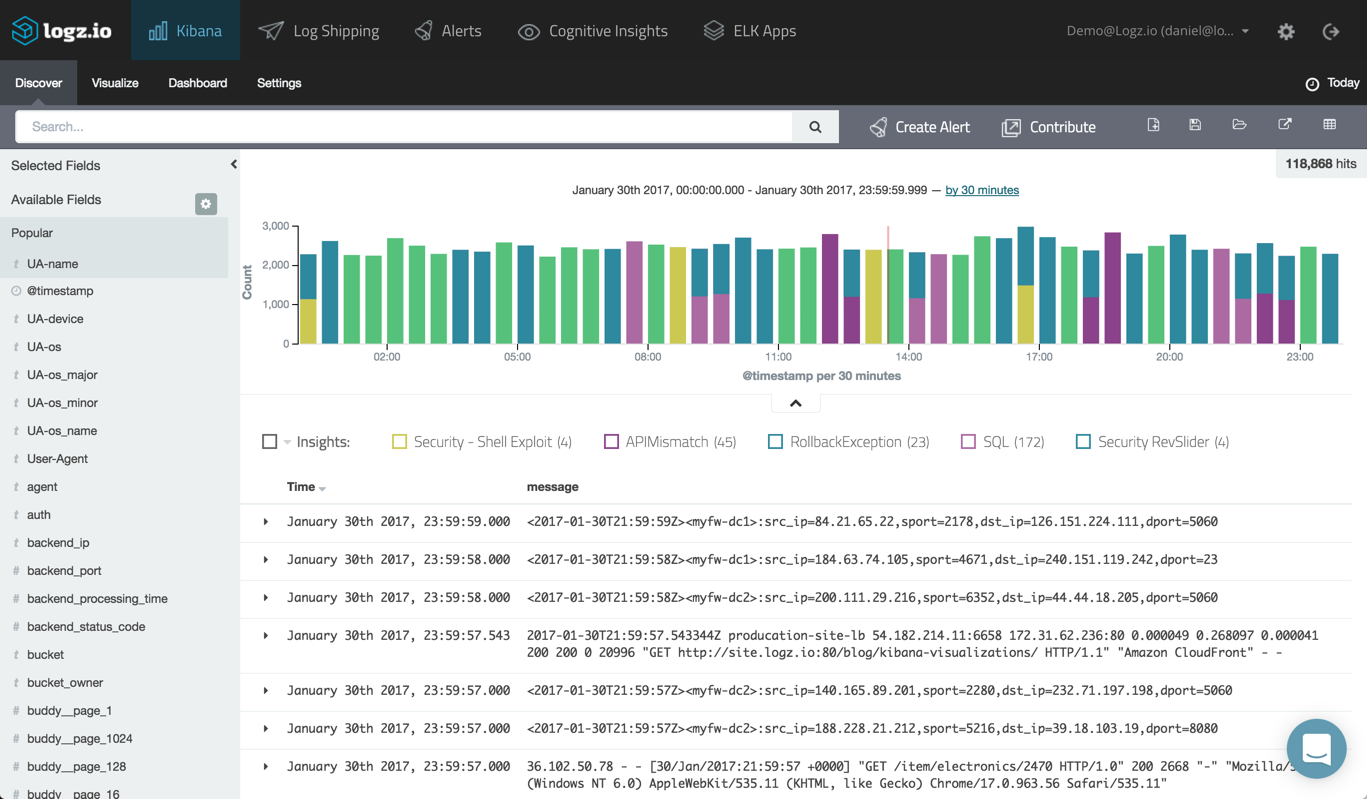 logz.io
Kibana
Log Shipping
Alerts
Cognitive Insights
ELK Apps
Demo@Logz.io (daniel@lo...
Discover
Visualize
Dashboard
Settings
Today
Search...
Create Alert
Contribute
Selected Fields
Available Fields
Popular
t UA-name
@timestamp
t UA-device
t UA-os
t UA-os_major
t UA-os_minor
t UA-os_name
t User-Agent
t agent
t auth
t backend_ip
# backend_port
# backend_processing_time
# backend_status_code
t bucket
t bucket_owner
# buddy__page_1
# buddy__page_1024
# buddy__page_128
# buddy__page_16
118,868 hits
January 30th 2017, 00:00:00.000 - January 30th 2017, 23:59:59.999 — by 30 minutes
Count
3,000
2,000
1,000
0
02:00
05:00
08:00
11:00
14:00
17:00
20:00
23:00
@timestamp per 30 minutes
Insights:
Security - Shell Exploit (4)
APIMismatch (45)
RollbackException (23)
SQL (172)
Security RevSlider (4)
Time
message
January 30th 2017, 23:59:59.000
<2017-01-30T21:59:59Z><myfw-dc1>:src_ip=84.21.65.22,sport=2178,dst_ip=126.151.224.111,dport=5060
January 30th 2017, 23:59:58.000
<2017-01-30T21:59:58Z><myfw-dc1>:src_ip=184.63.74.105,sport=4671,dst_ip=240.151.119.242,dport=23
January 30th 2017, 23:59:58.000
<2017-01-30T21:59:58Z><myfw-dc2>:src_ip=200.111.29.216,sport=6352,dst_ip=44.44.18.205,dport=5060
January 30th 2017, 23:59:57.543
2017-01-30T21:59:57.543344Z producation-site-lb 54.182.214.11:6658 172.31.62.236:80 0.000049 0.268097 0.000041
200 200 0 20996 "GET http://site.logz.io:80/blog/kibana-visualizations/ HTTP/1.1" "Amazon CloudFront" - -
January 30th 2017, 23:59:57.000
<2017-01-30T21:59:57Z><myfw-dc2>:src_ip=140.165.89.201,sport=2280,dst_ip=232.71.197.198,dport=5060
January 30th 2017, 23:59:57.000
<2017-01-30T21:59:57Z><myfw-dc2>:src_ip=188.228.21.212,sport=5216,dst_ip=39.18.103.19,dport=8080
January 30th 2017, 23:59:57.000
36.102.50.78 - - [30/Jan/2017:21:59:57 +0000] "GET /item/electronics/2470 HTTP/1.0" 200 2668 "-" "Mozilla/
(Windows NT 6.0) AppleWebKit/535.11 (KHTML, like Gecko) Chrome/17.0.963.56 Safari/535.11"